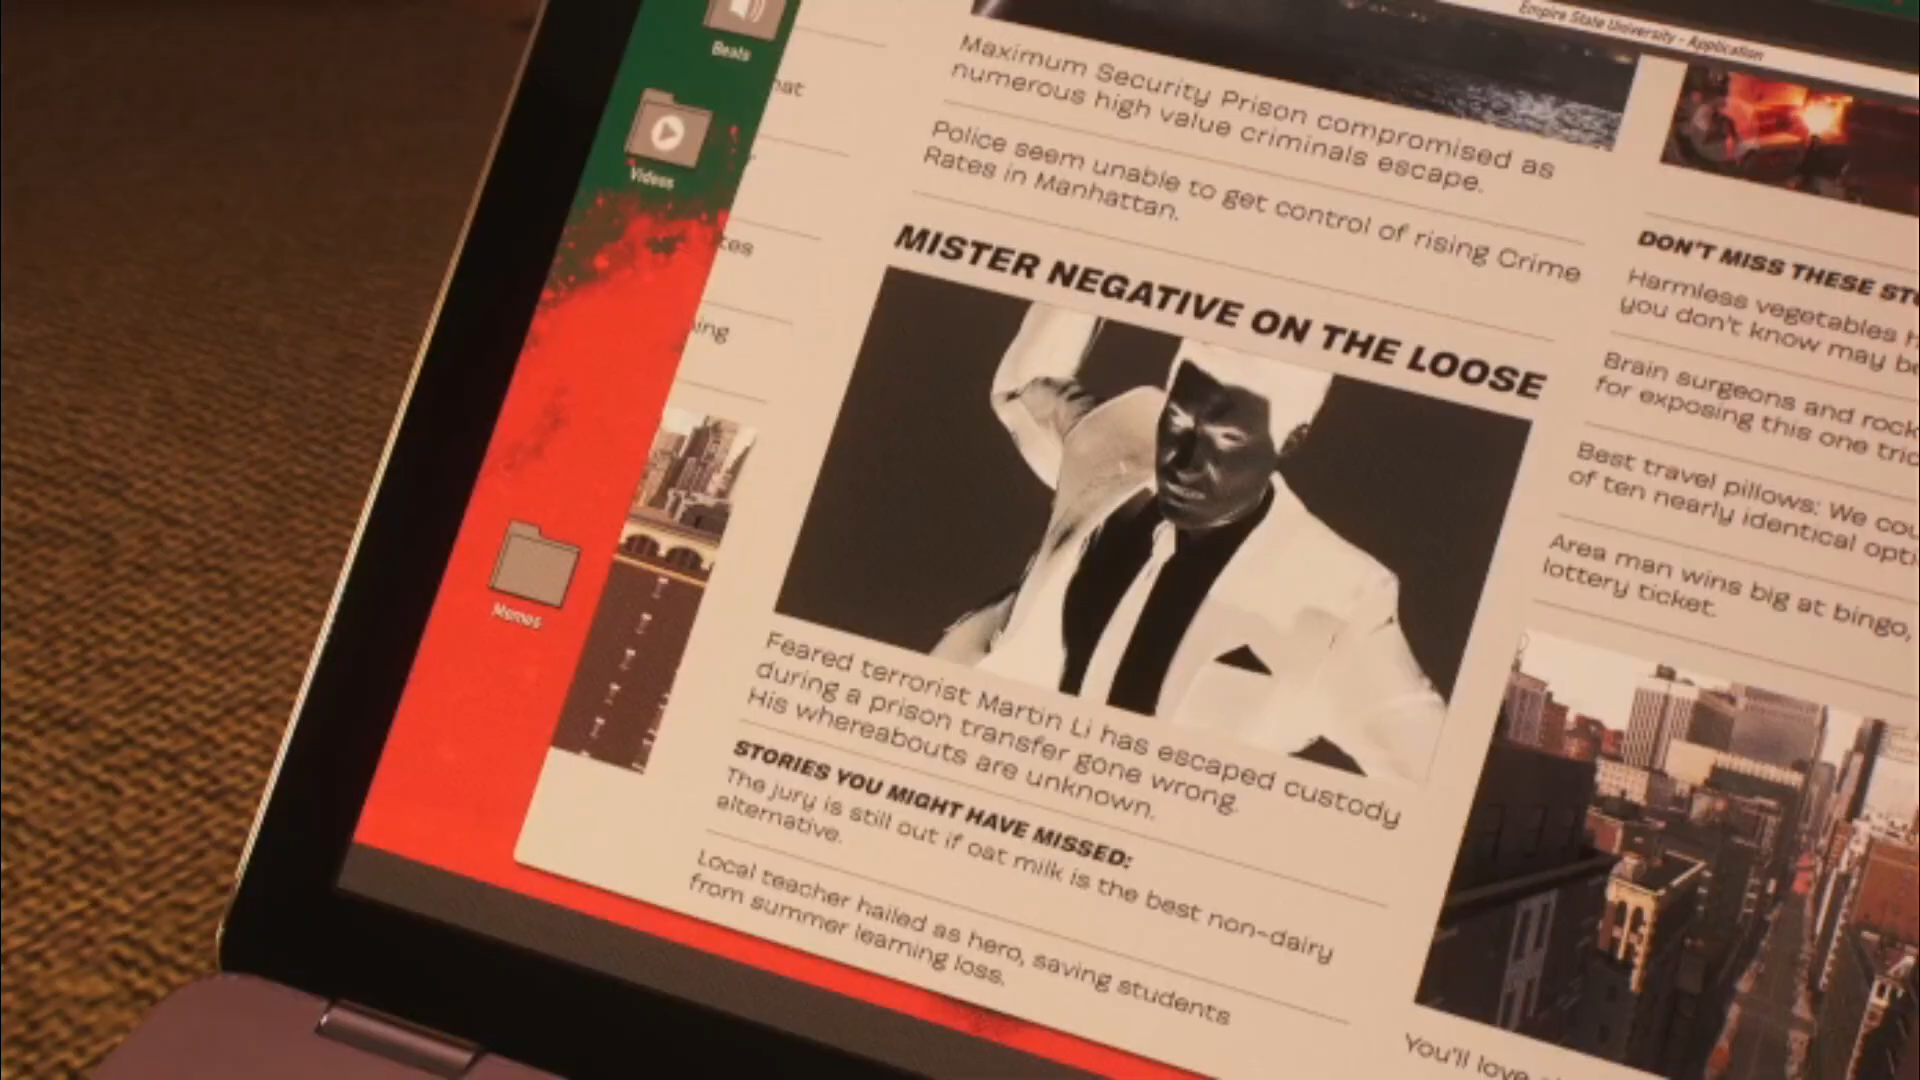 Empire State University - Application
Beats
Videos
Memos
hat
tes
ing
Maximum Security Prison compromised as
numerous high value criminals escape.
Police seem unable to get control of rising Crime
Rates in Manhattan.
MISTER NEGATIVE ON THE LOOSE
Feared terrorist Martin Li has escaped custody
during a prison transfer gone wrong.
His whereabouts are unknown.
STORIES YOU MIGHT HAVE MISSED:
The jury is still out if oat milk is the best non-dairy
alternative.
Local teacher hailed as hero, saving students
from summer learning loss.
DON'T MISS THESE
Harmless vegetables
you don't know may
Brain surgeons and
for exposing this one
Best travel pillows: We
of ten nearly identical
Area man wins big at bingo,
lottery ticket.
You'll love